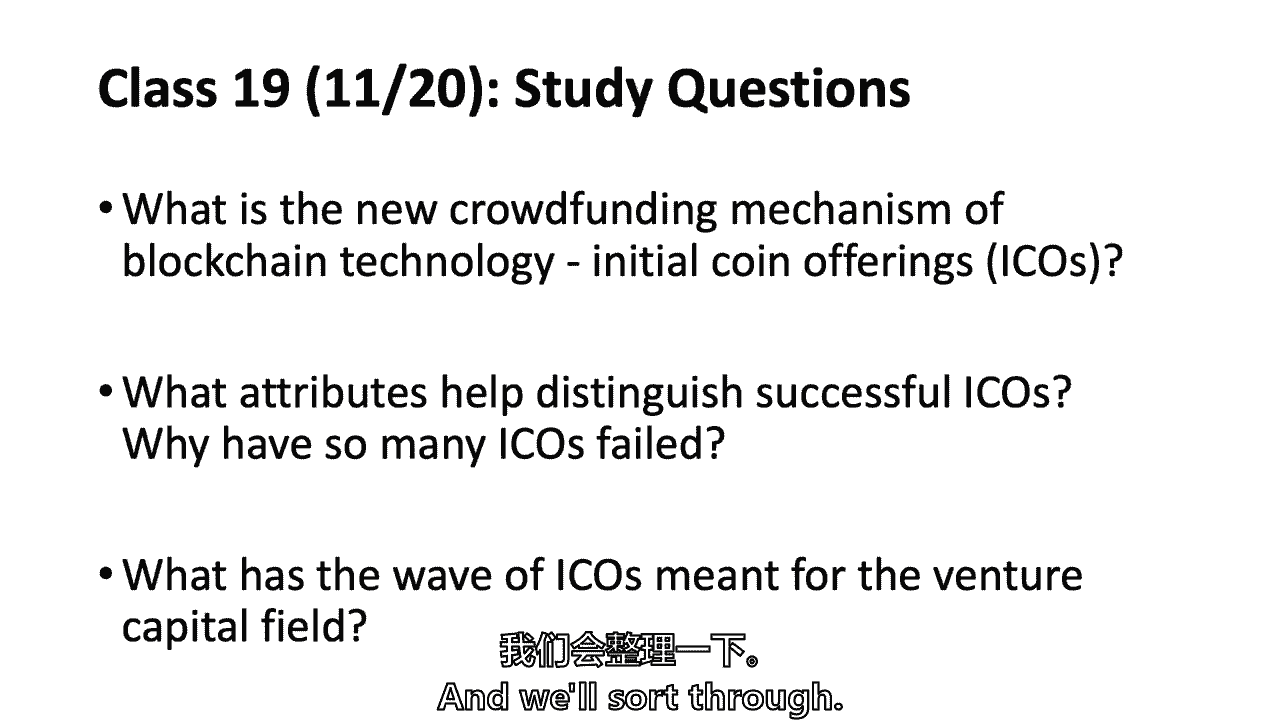 Class 19 (11/20): Study Questions
• What is the new crowdfunding mechanism of
blockchain technology - initial coin offerings (ICOs)?
• What attributes help distinguish successful ICOs?
Why have so many ICOs failed?
• What has the wave of ICOs meant for the venture
capital field?
我们会整理一下。
And we'll sort through.